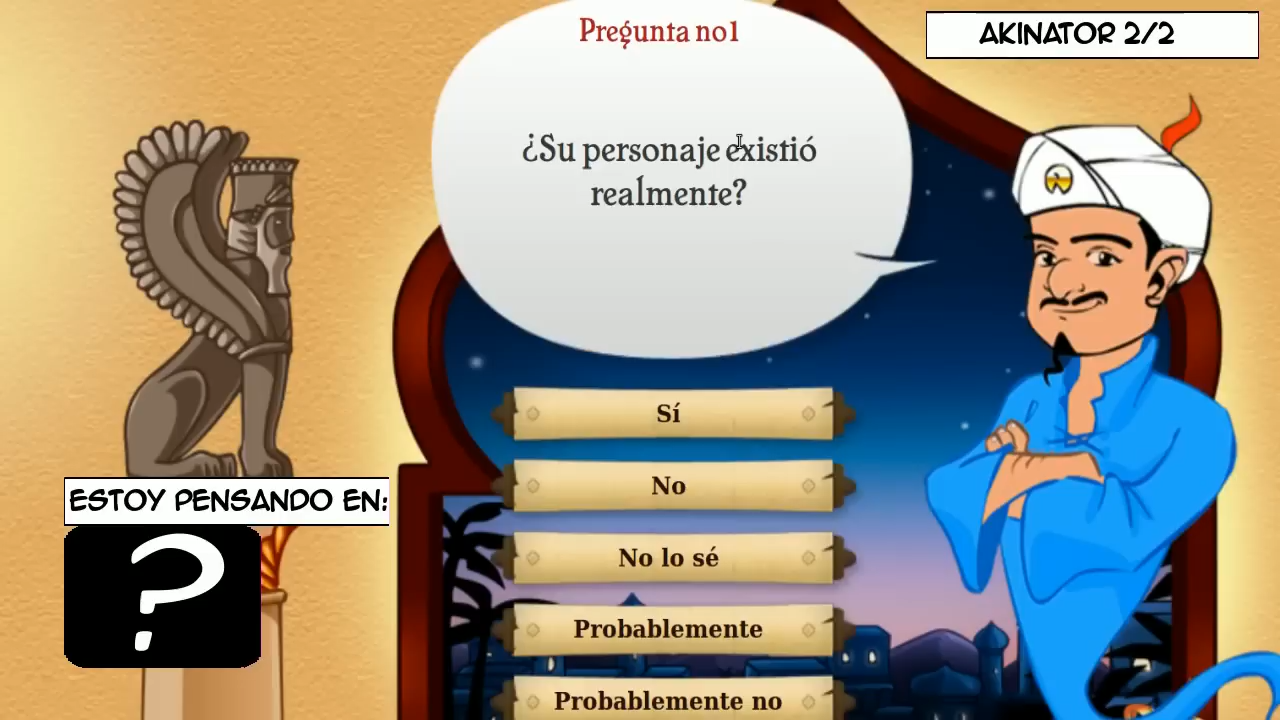 Pregunta no1
AKINATOR 2/2
¿Su personaje existió
realmente?
Sí
No
ESTOY PENSANDO EN:
?
No lo sé
Probablemente
Probablemente no